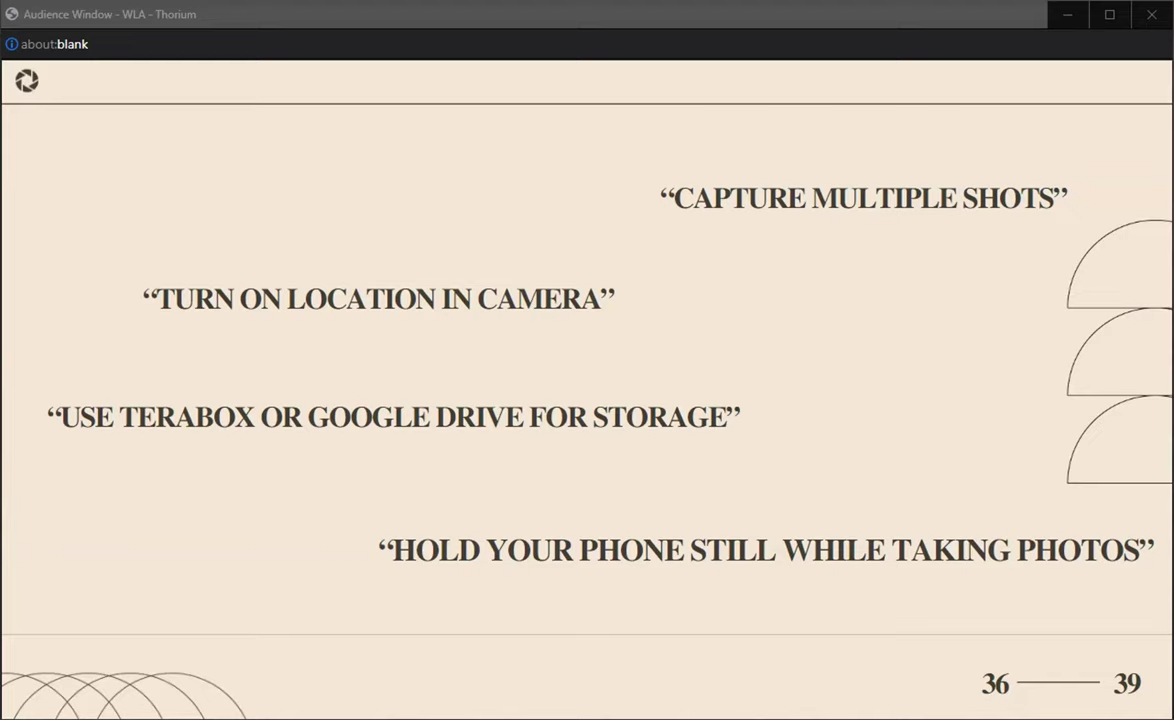 Audience Window - WLA - Thorium
about:blank
“CAPTURE MULTIPLE SHOTS”
“TURN ON LOCATION IN CAMERA”
“USE TERABOX OR GOOGLE DRIVE FOR STORAGE”
“HOLD YOUR PHONE STILL WHILE TAKING PHOTOS”
36 —— 39